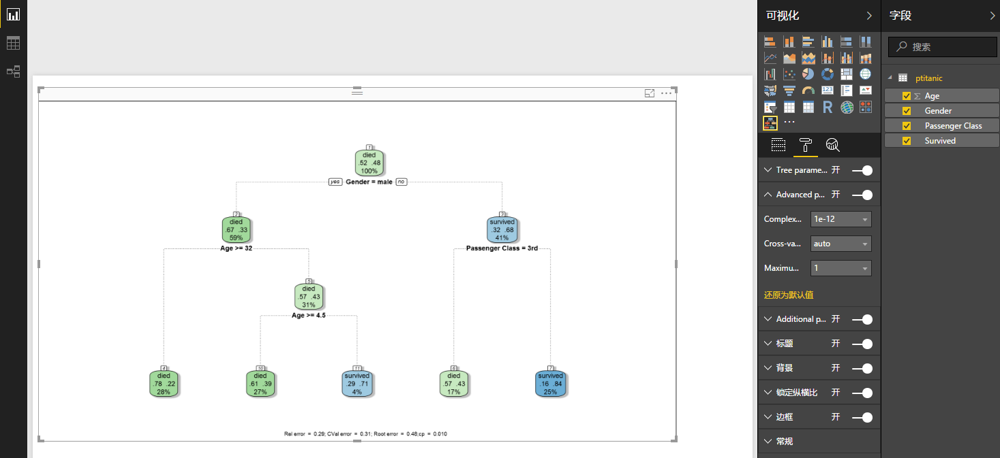 1
died
.52 .48
100%
yes Gender = male no
2
died
.67 .33
59%
Age >= 32
3
survived
.32 .68
41%
Passenger Class = 3rd
5
died
.57 .43
31%
Age >= 4.5
4
died
.78 .22
28%
10
died
.61 .39
27%
11
survived
.29 .71
4%
6
died
.57 .43
17%
7
survived
.16 .84
25%
Rel error = 0.29; CVal error = 0.31; Root error = 0.48;cp = 0.010
可视化
123
R
Tree parame... 开
Advanced p... 开
Complex... 1e-12
Cross-va... auto
Maximu... 1
还原为默认值
Additional p... 开
标题 开
背景 开
锁定纵横比 开
边框 开
常规
字段
搜索
ptitanic
Σ Age
Gender
Passenger Class
Survived